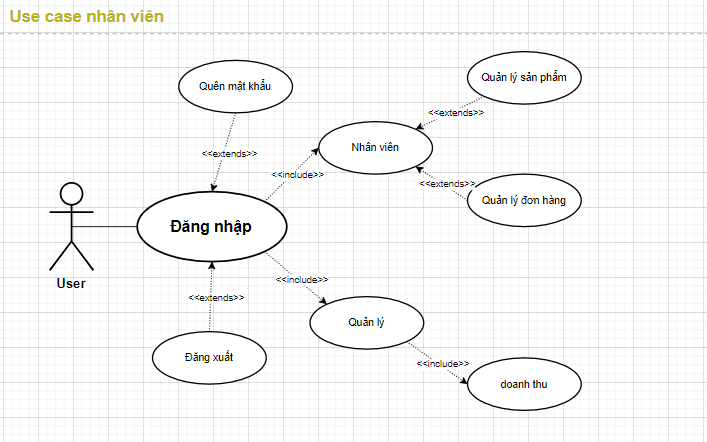 Use case nhân viên
Quên mật khẩu
Quản lý sản phẩm
<<extends>>
Nhân viên
<<extends>>
<<include>>
<<extends>>
Quản lý đơn hàng
Đăng nhập
User
<<include>>
<<extends>>
Quản lý
Đăng xuất
<<include>>
doanh thu